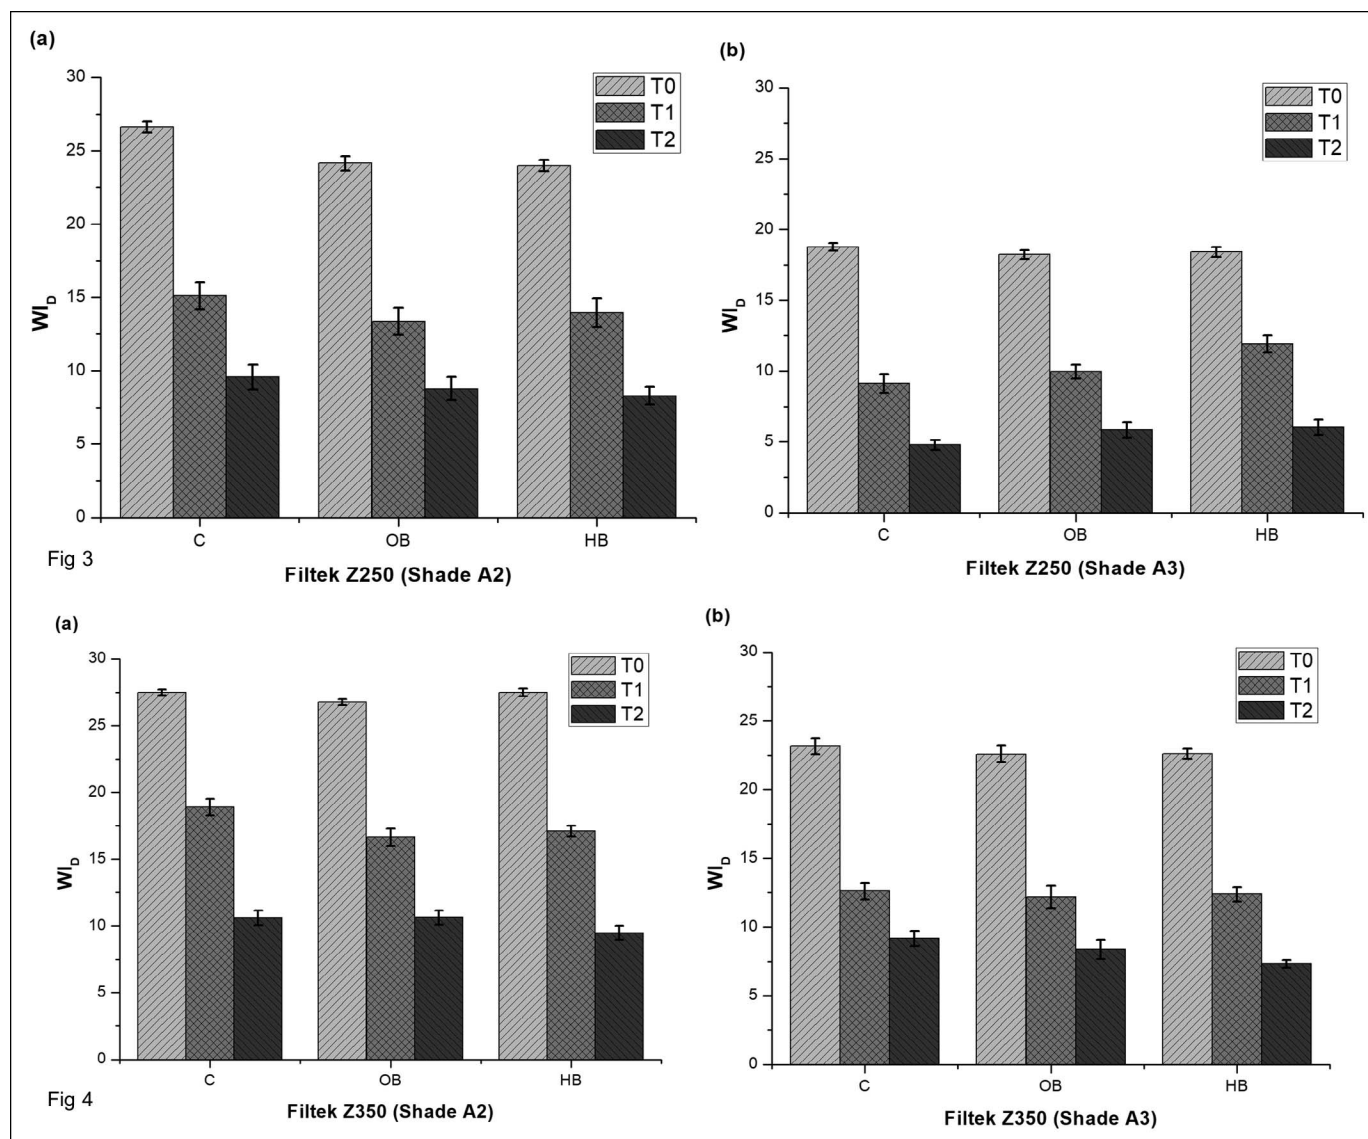 (a)
30
25
20
15
10
5
0
WI_D
T0
T1
T2
C OB HB
Fig 3
Filtek Z250 (Shade A2)
(b)
30
25
20
15
10
5
0
WI_D
T0
T1
T2
C OB HB
Filtek Z250 (Shade A3)
(a)
30
25
20
15
10
5
0
WI_D
T0
T1
T2
C OB HB
Fig 4
Filtek Z350 (Shade A2)
(b)
30
25
20
15
10
5
0
WI_D
T0
T1
T2
C OB HB
Filtek Z350 (Shade A3)